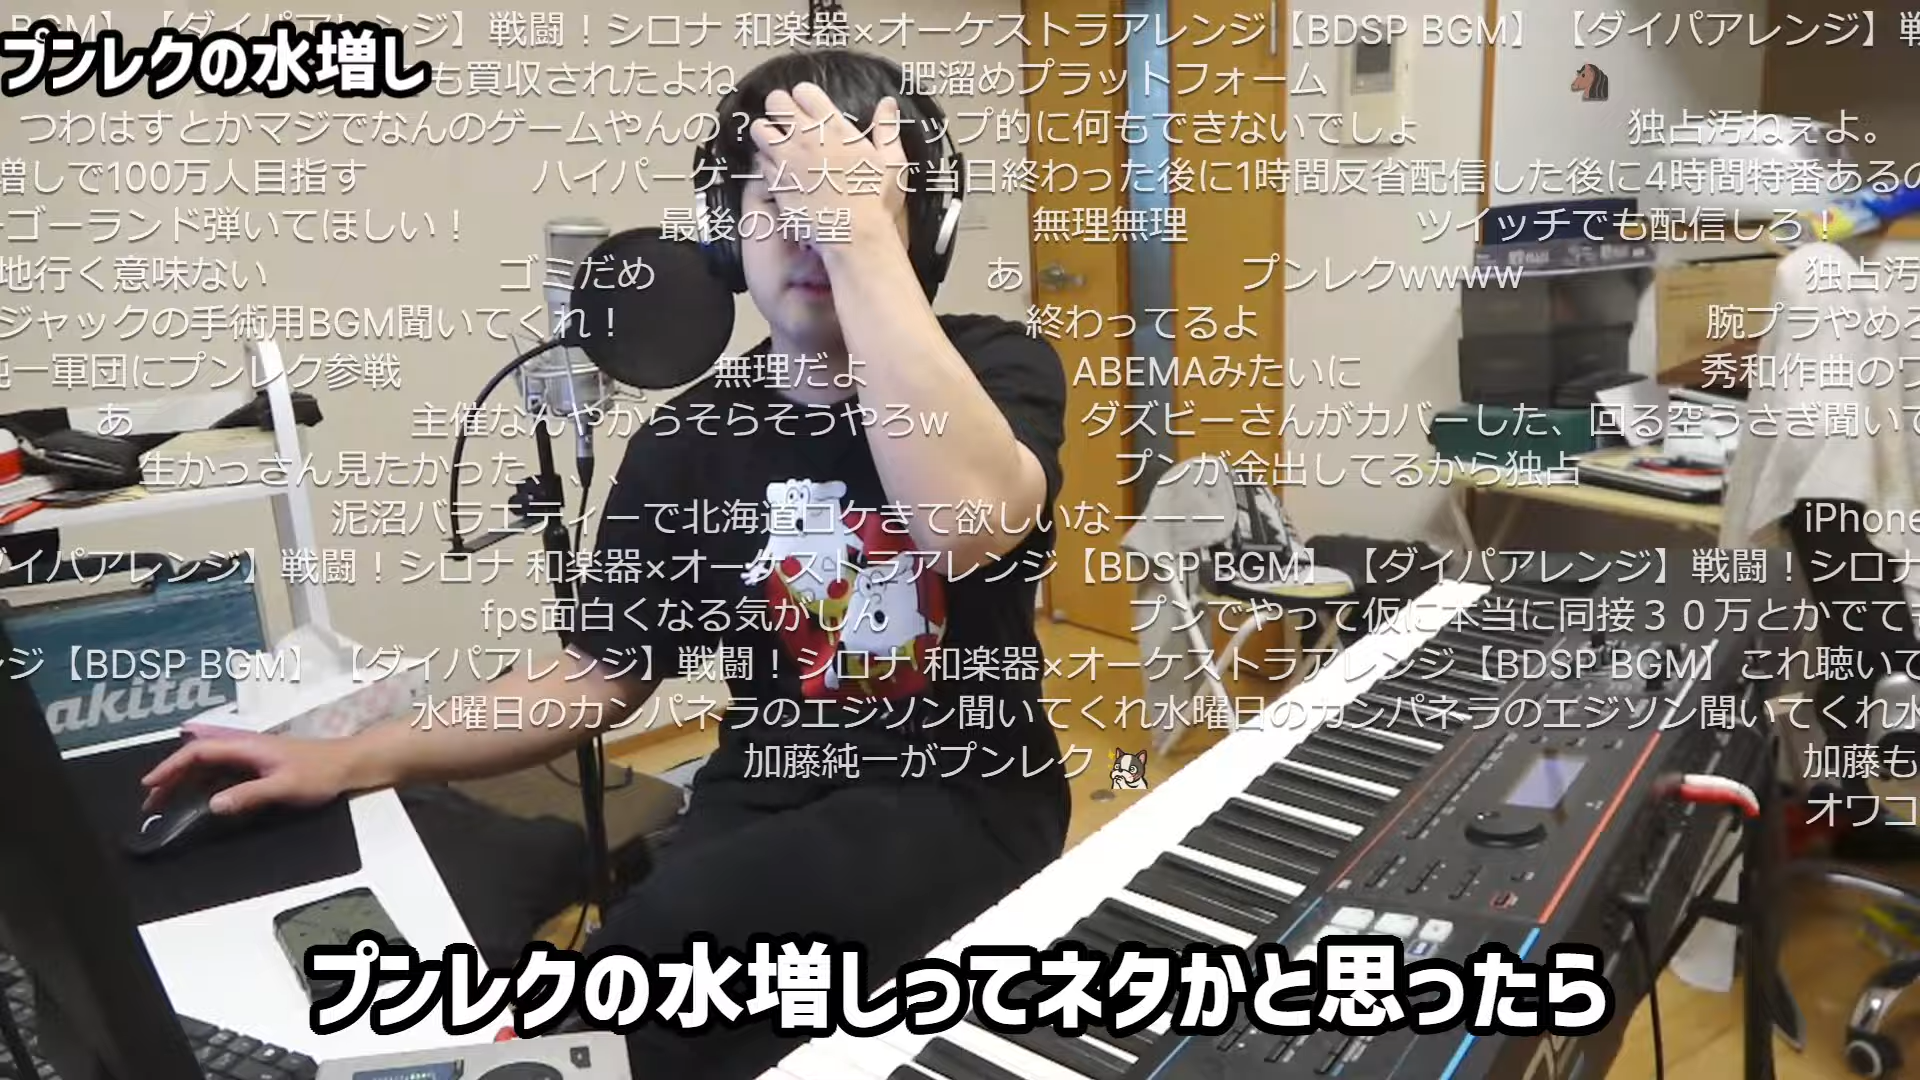 BGM】【ダイパアレンジ】戦闘！シロナ 和楽器×オーケストラアレンジ【BDSP BGM】【ダイパアレンジ】戦
プンレクの水増し
も買収されたよね 肥溜めプラットフォーム
つわはすとかマジでなんのゲームやんの？ラインナップ的に何もできないでしょ 独占汚ねぇよ。
増しで100万人目指す ハイパーゲーム大会で当日終わった後に1時間反省配信した後に4時間特番あるの
ゴーランド弾いてほしい！ 最後の希望 無理無理 ツイッチでも配信しろ！
地行く意味ない ゴミだめ あ プンレクwwww 独占汚
ジャックの手術用BGM聞いてくれ！ 終わってるよ 腕プラやめろ
純一軍団にプンレク参戦 無理だよ ABEMAみたいに 秀和作曲のワ
あ 主催なんやからそらそうやろw ダズビーさんがカバーした、回る空うさぎ聞いて
生かっさん見たかった、、、 プンが金出してるから独占
泥沼バラエティーで北海道ロケきて欲しいなーーー iPhone
ダイパアレンジ】戦闘！シロナ 和楽器×オーケストラアレンジ【BDSP BGM】【ダイパアレンジ】戦闘！シロナ
fps面白くなる気がしん プンでやって仮に本当に同接３０万とかでても
ンジ【BDSP BGM】【ダイパアレンジ】戦闘！シロナ 和楽器×オーケストラアレンジ【BDSP BGM】これ聴いて
akita
水曜日のカンパネラのエジソン聞いてくれ水曜日のカンパネラのエジソン聞いてくれ水
加藤純一がプンレク 加藤も
オワコ
プンレクの水増しってネタかと思ったら